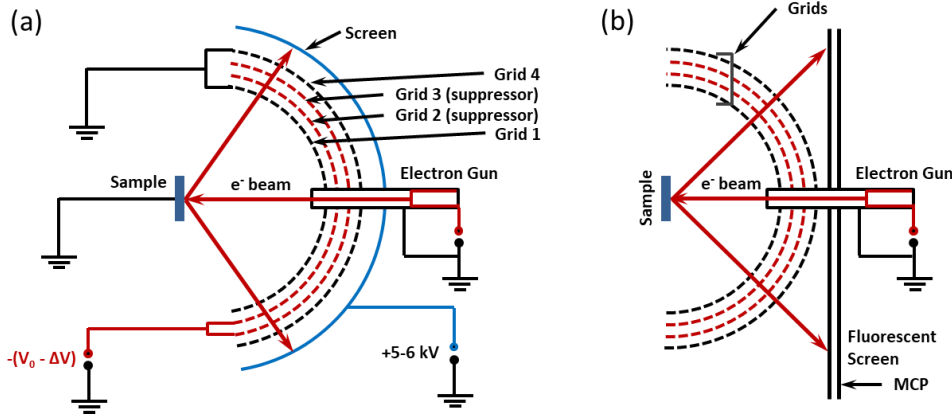 (a)
Screen
Grid 4
Grid 3 (suppressor)
Grid 2 (suppressor)
Grid 1
Sample
e⁻ beam
Electron Gun
-(V₀ - ΔV)
+5-6 kV
(b)
Grids
Sample
e⁻ beam
Electron Gun
Fluorescent
Screen
MCP